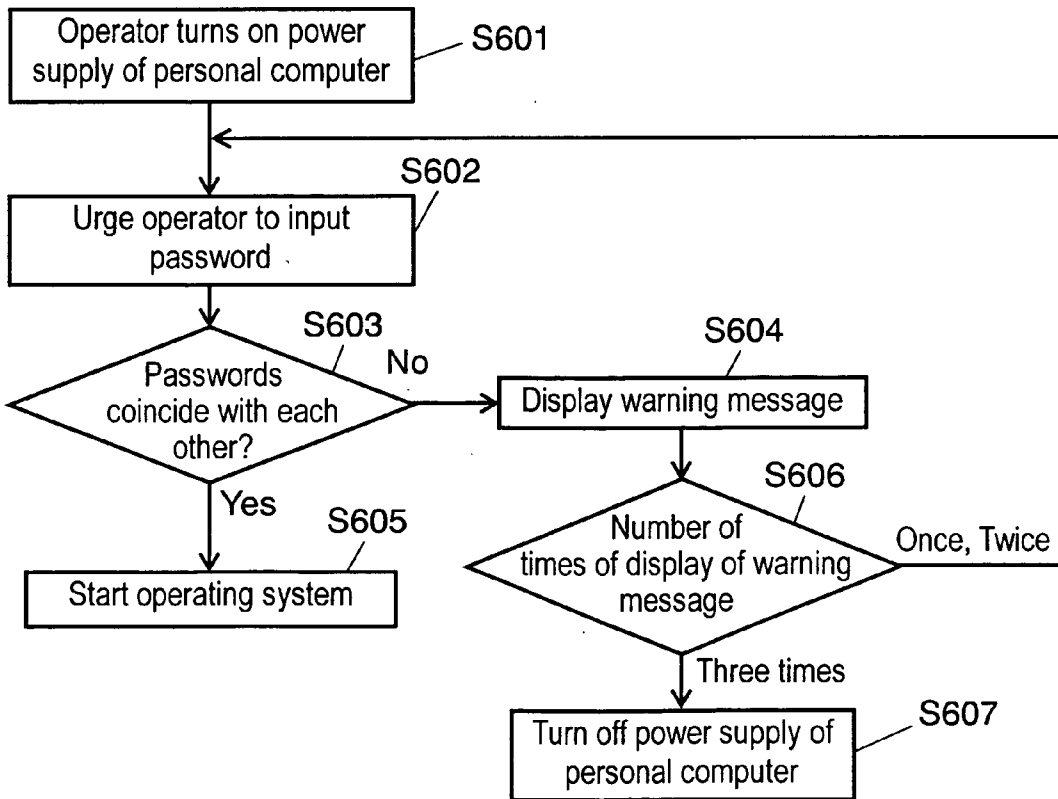 Operator turns on power
supply of personal computer
S601
S602
Urge operator to input
password
S603
No
Passwords
coincide with each
other?
S604
Display warning message
Yes
S605
Start operating system
S606
Number of
times of display of warning
message
Once, Twice
Three times
S607
Turn off power supply of
personal computer